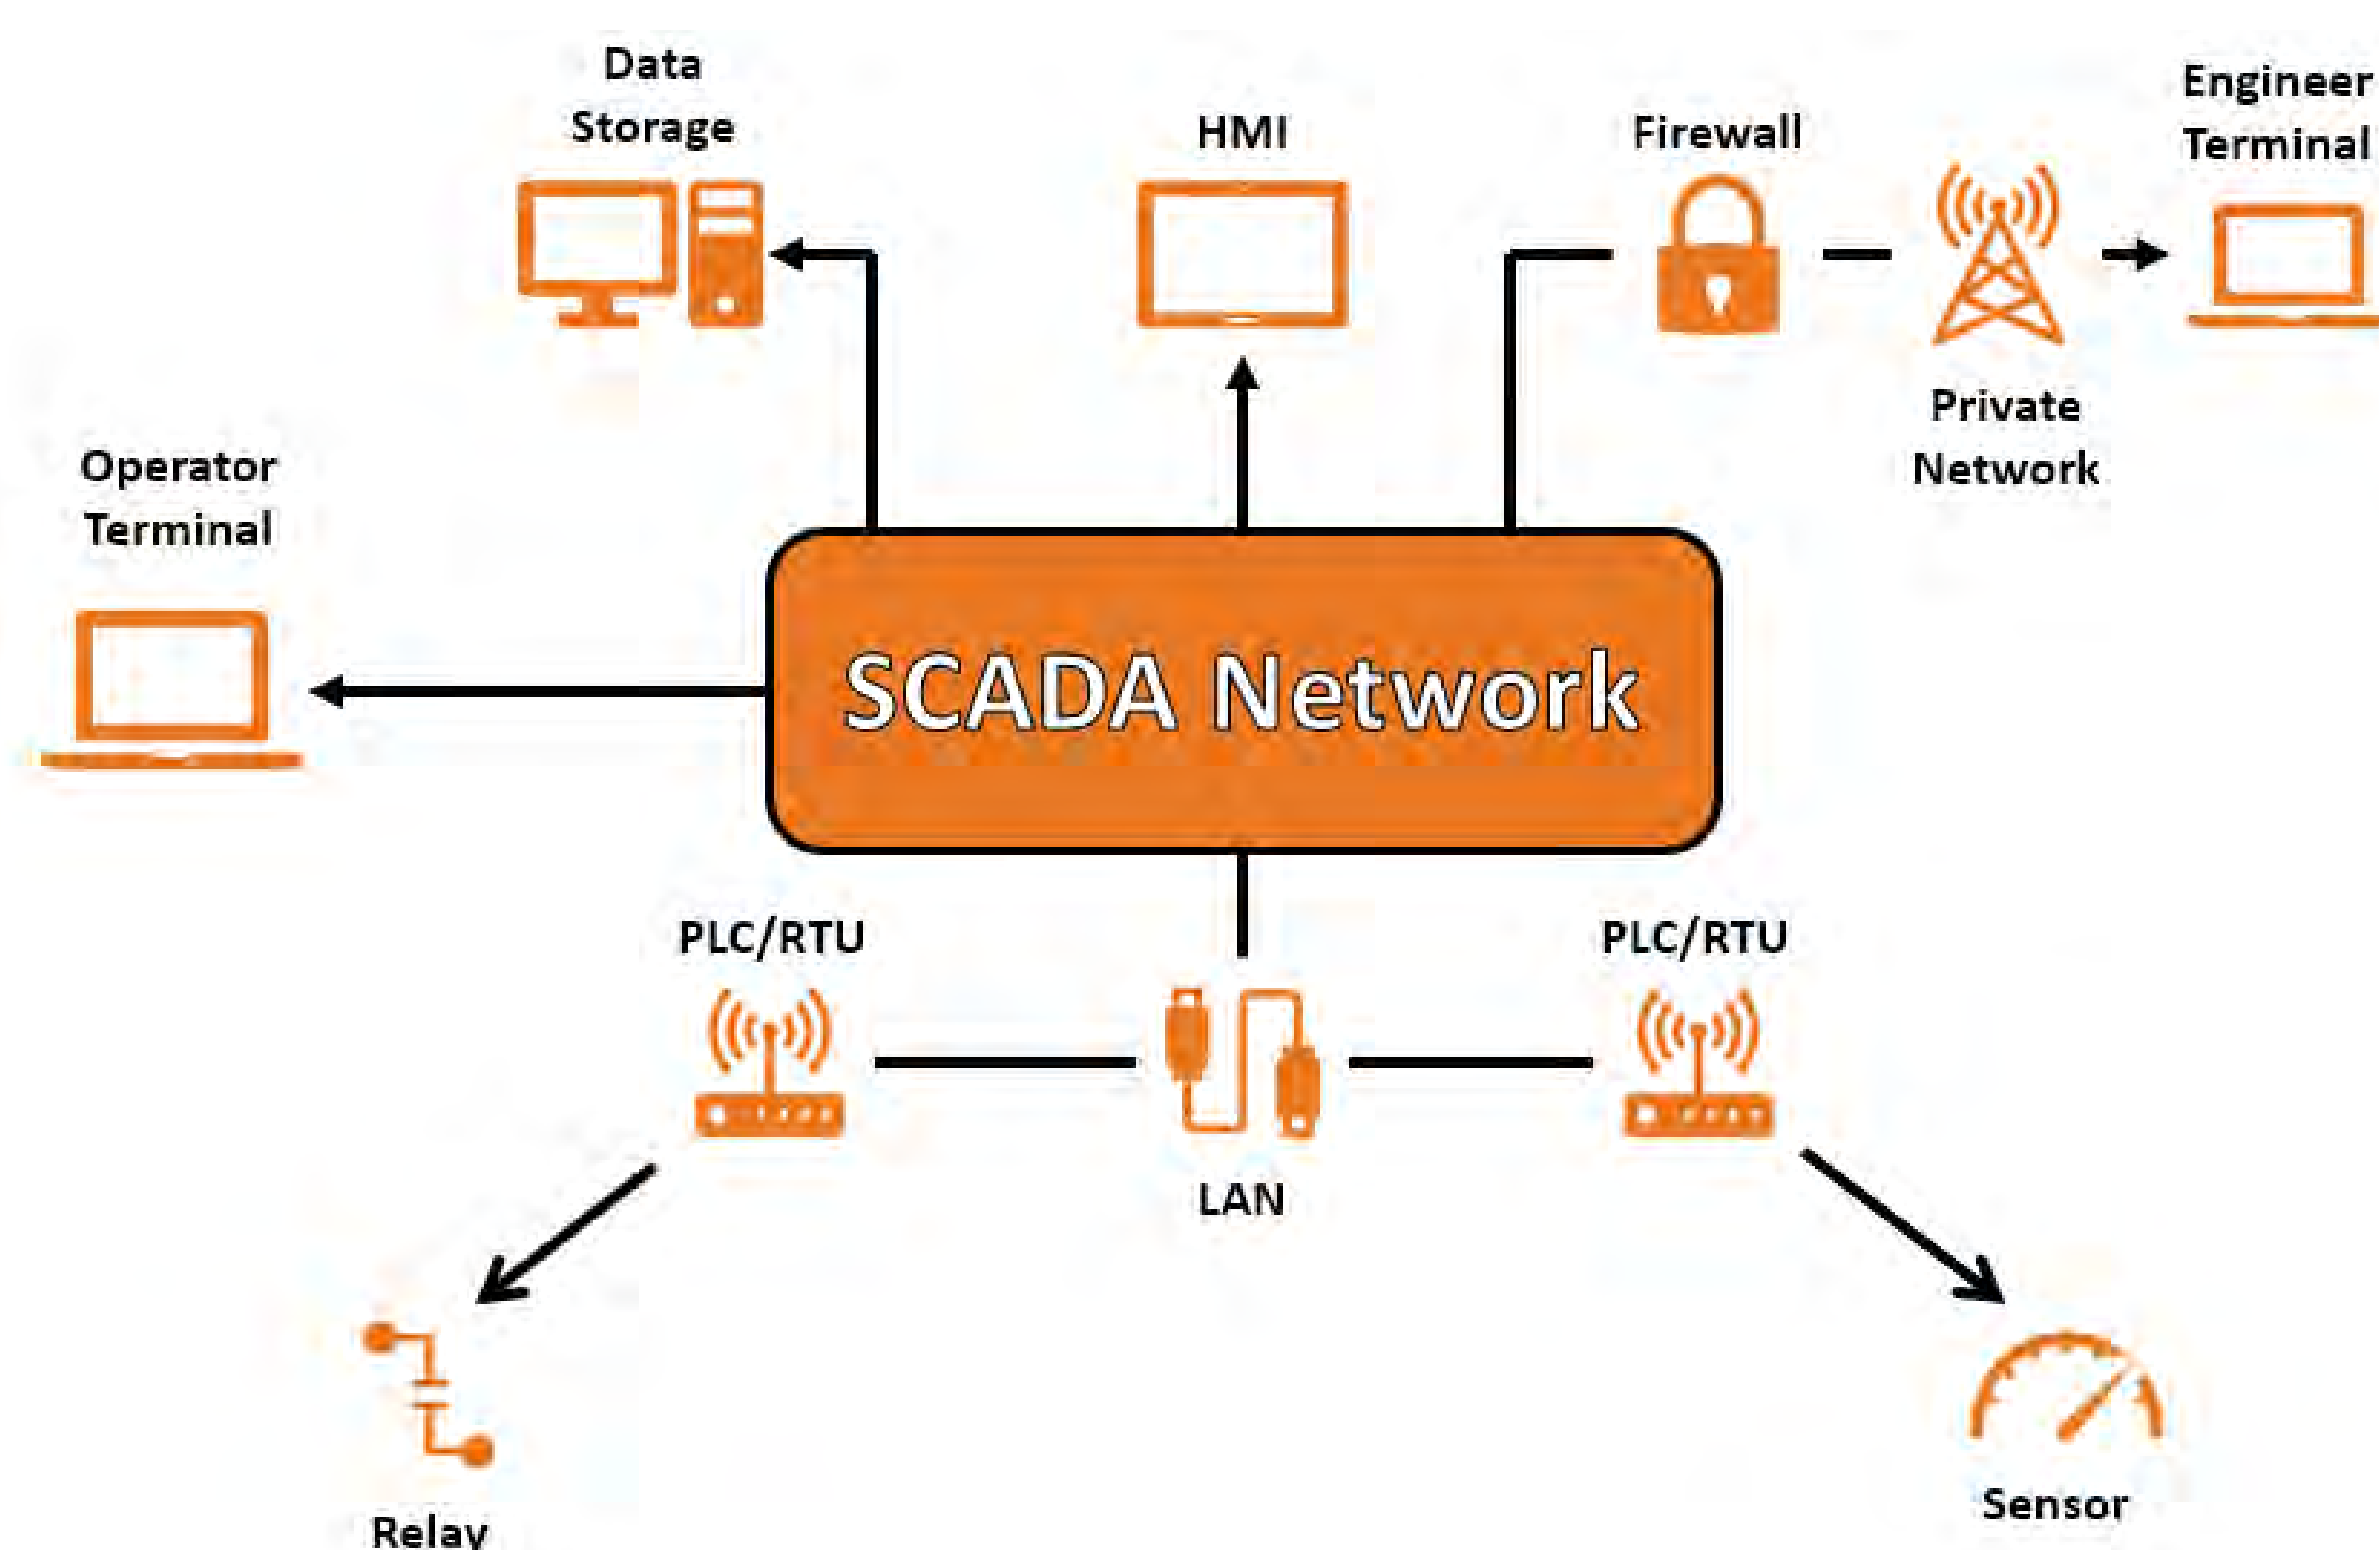 Data
Storage
HMI
Firewall
Engineer
Terminal
Private
Network
Operator
Terminal
SCADA Network
PLC/RTU
PLC/RTU
LAN
Relay
Sensor